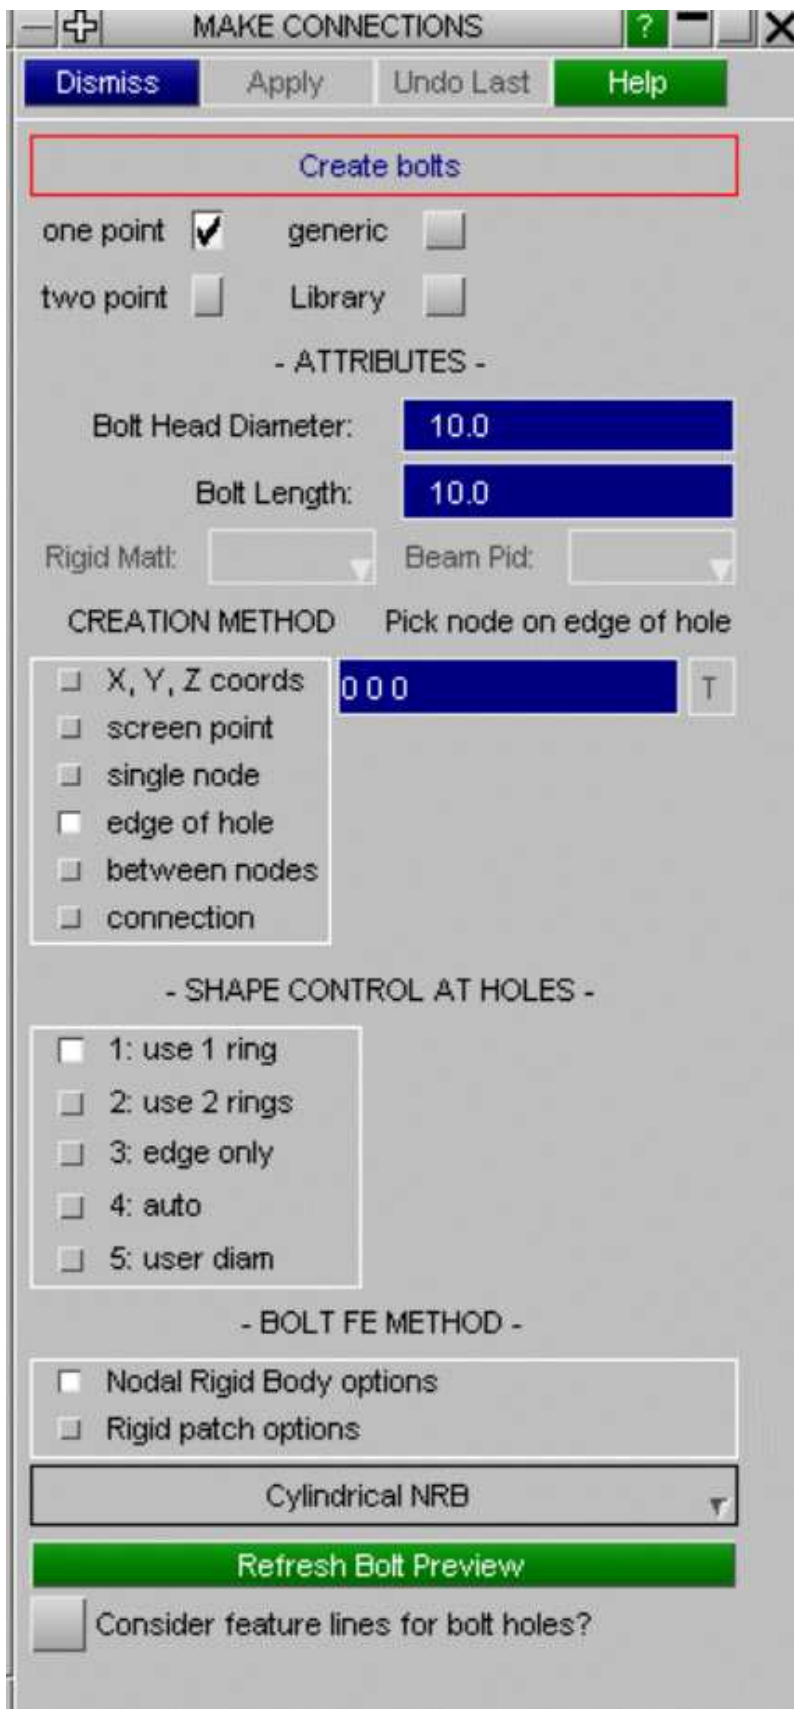 MAKE CONNECTIONS ?
Dismiss Apply Undo Last Help
Create bolts
one point generic
two point Library
- ATTRIBUTES -
Bolt Head Diameter: 10.0
Bolt Length: 10.0
Rigid Matl: Beam Pid:
CREATION METHOD Pick node on edge of hole
X, Y, Z coords 0 0 0 T
screen point
single node
edge of hole
between nodes
connection
- SHAPE CONTROL AT HOLES -
1: use 1 ring
2: use 2 rings
3: edge only
4: auto
5: user diam
- BOLT FE METHOD -
Nodal Rigid Body options
Rigid patch options
Cylindrical NRB
Refresh Bolt Preview
Consider feature lines for bolt holes?